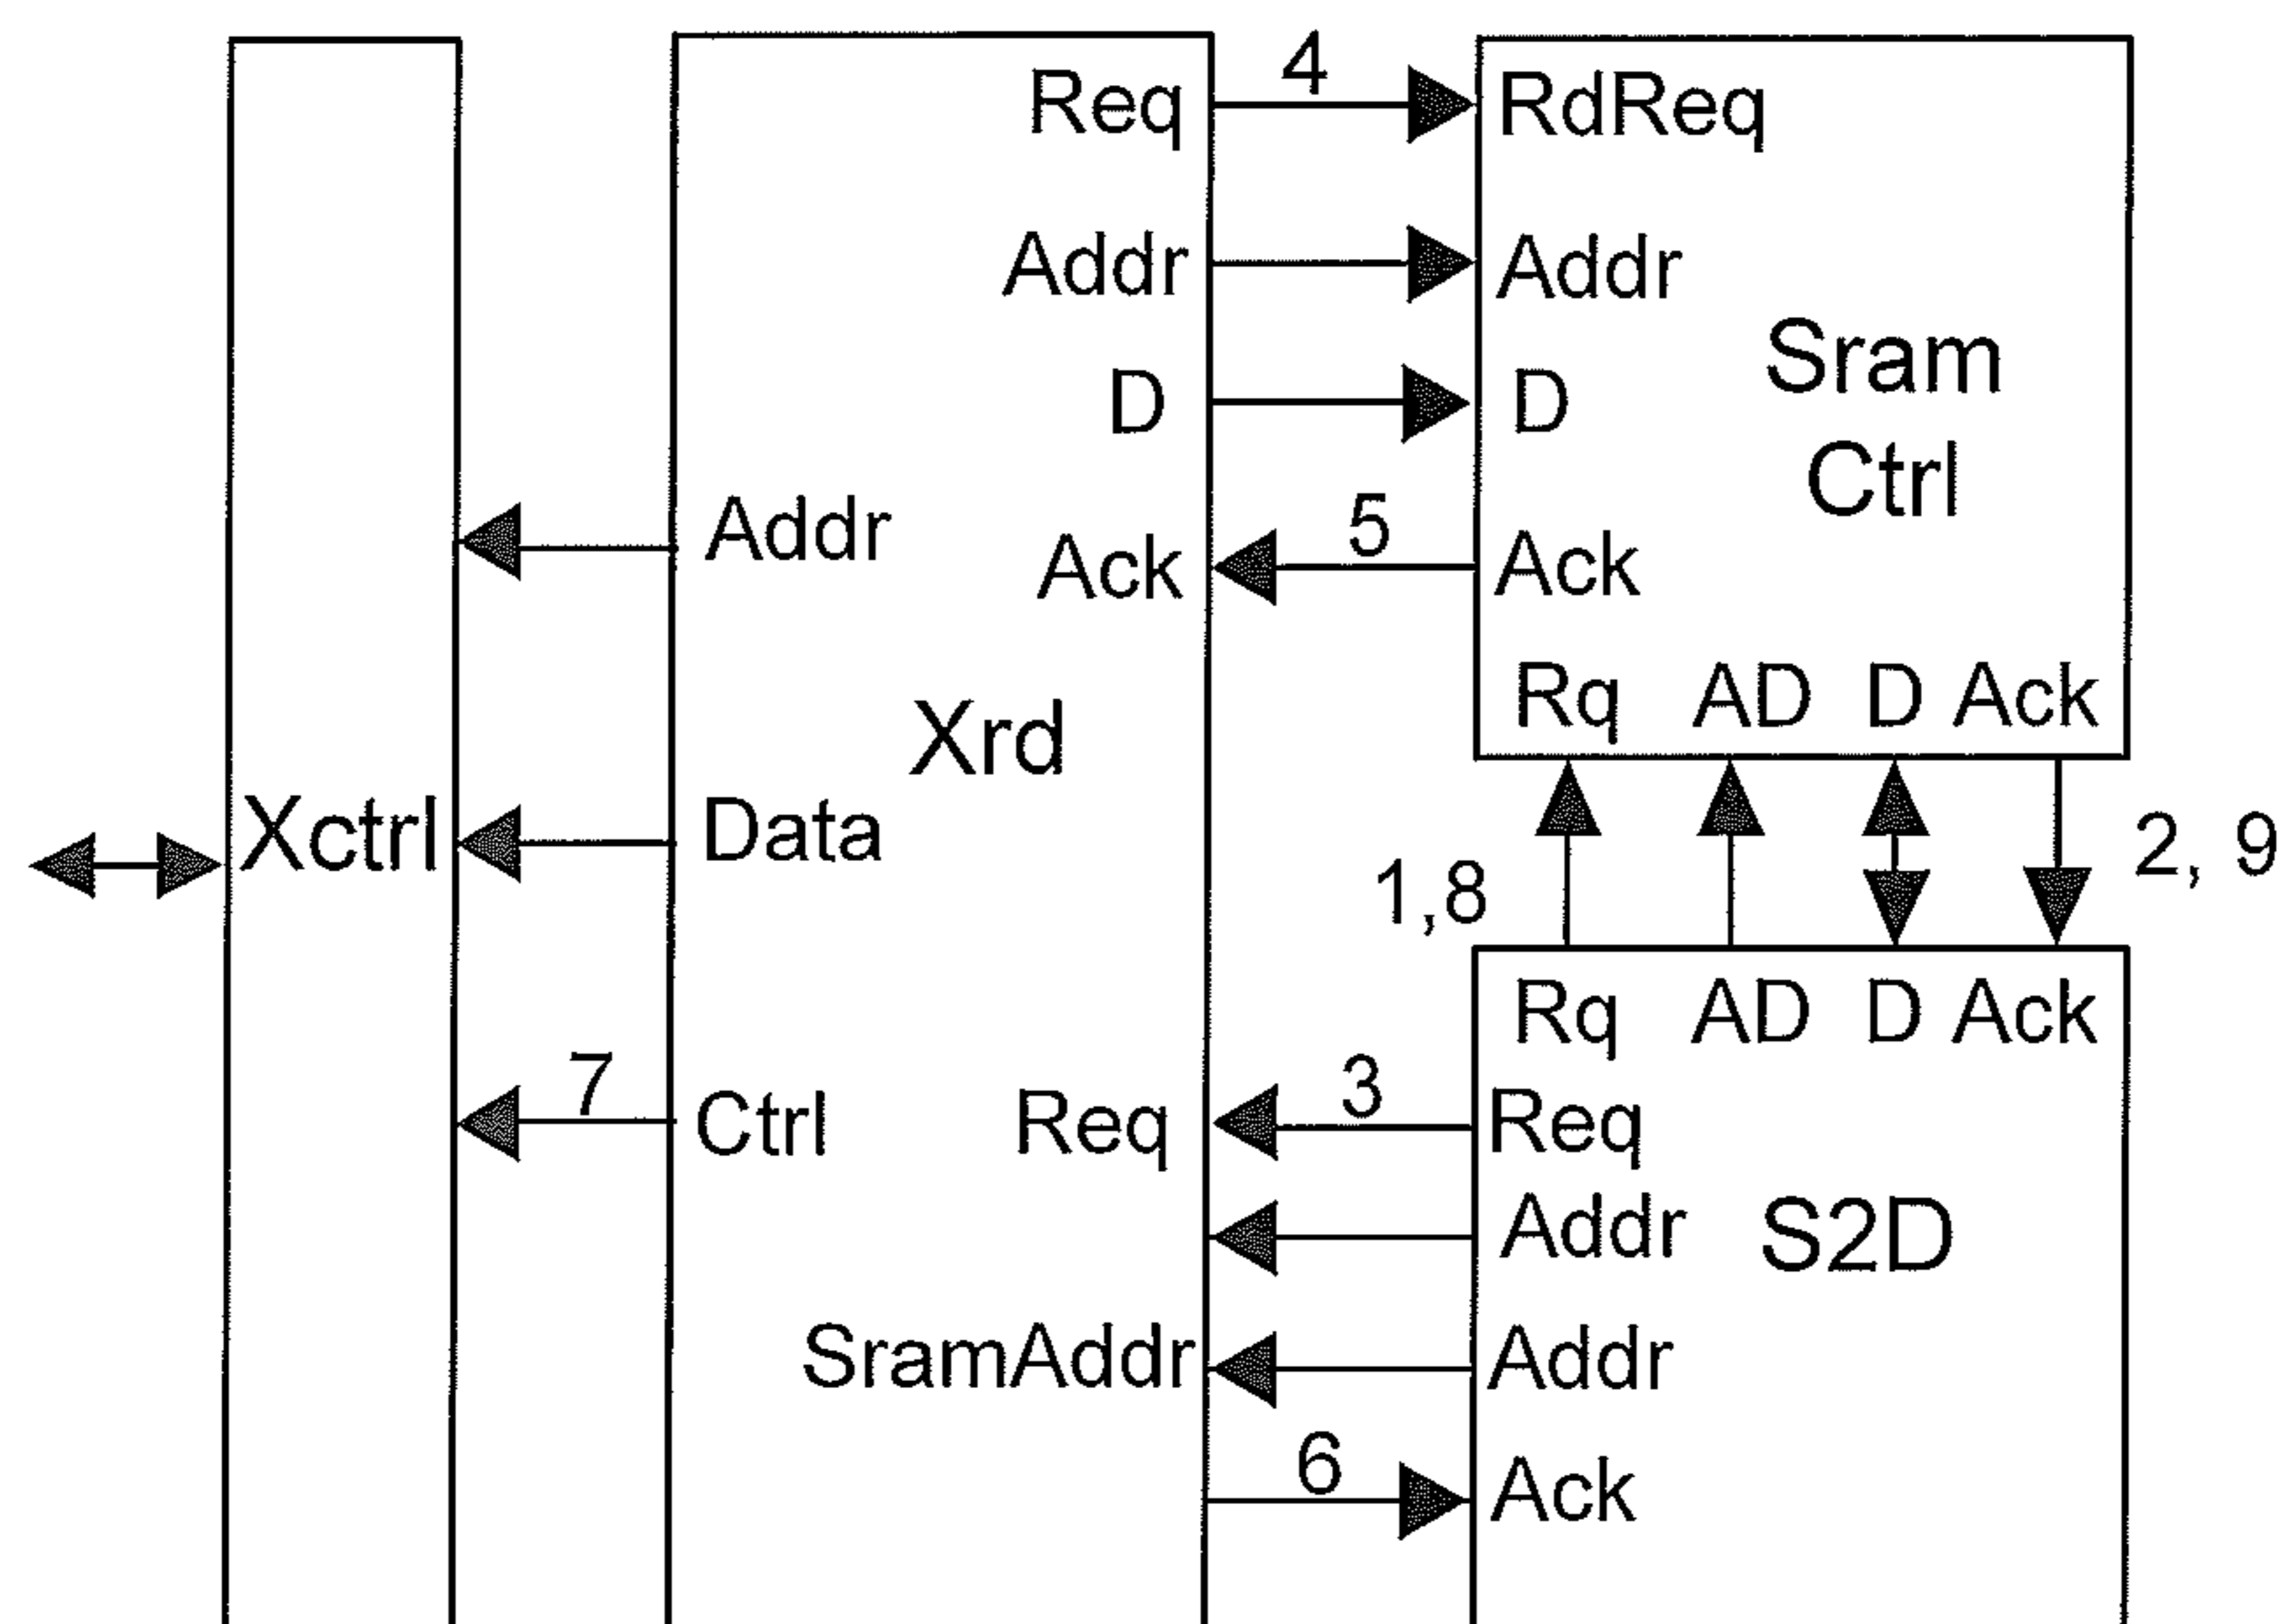 Req 4 RdReq
Addr Addr
D D
Sram
Ctrl
Addr
Ack 5 Ack
Rq AD D Ack
Xrd
Xctrl
Data
1,8
2, 9
Rq AD D Ack
7
Ctrl
Req 3 Req
Addr
S2D
SramAddr Addr
6
Ack